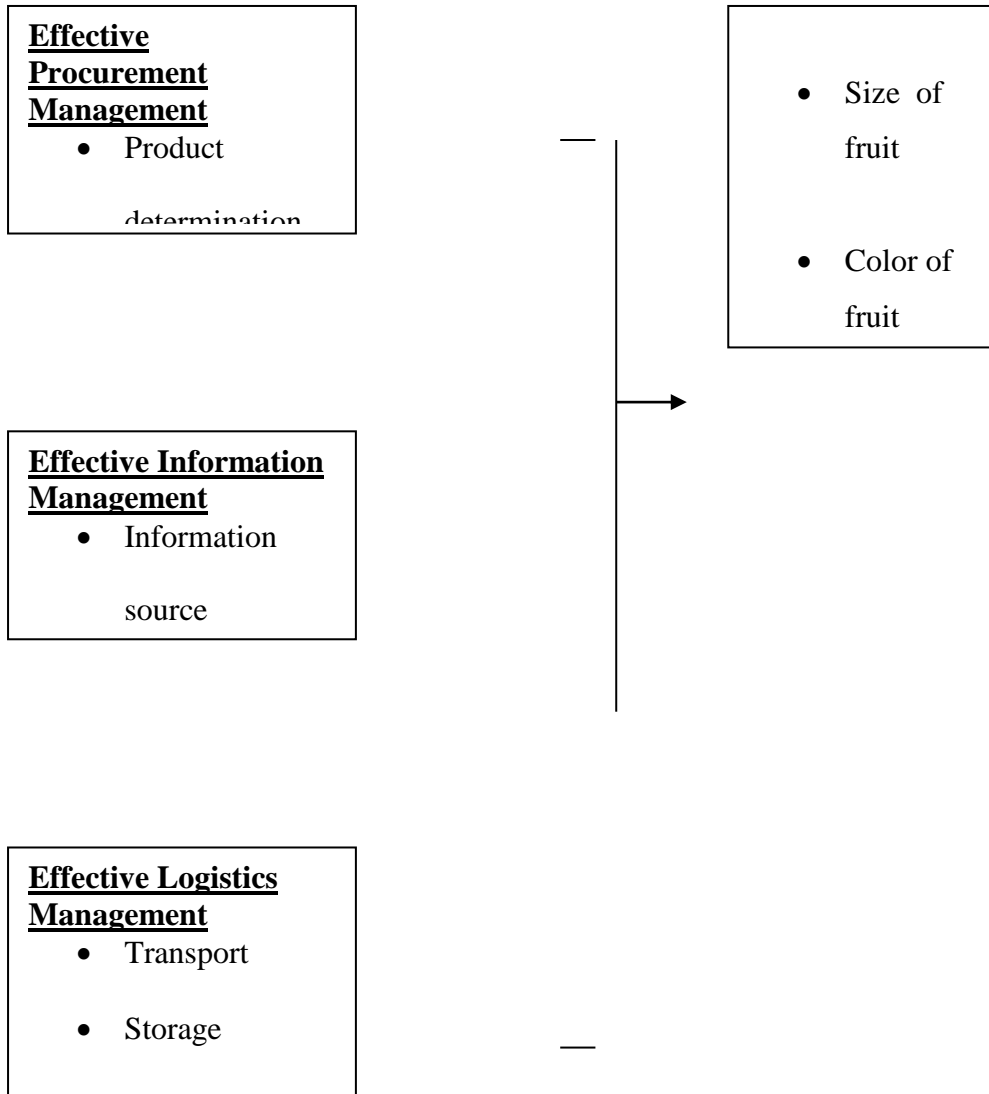 Effective
Procurement
Management
• Product
determination
• Size of
fruit
• Color of
fruit
Effective Information
Management
• Information
source
Effective Logistics
Management
• Transport
• Storage